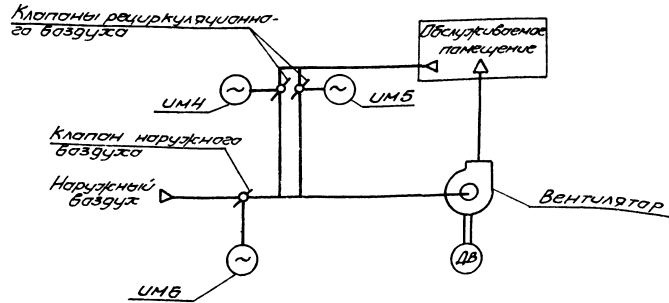 Клапаны рециркуляционно-
го воздуха
Обслуживаемое
помещение
~
~
ИМ4
ИМ5
Клапан наружного
воздуха
Наружный
воздух
Вентилятор
~
ДВ
ИМ6